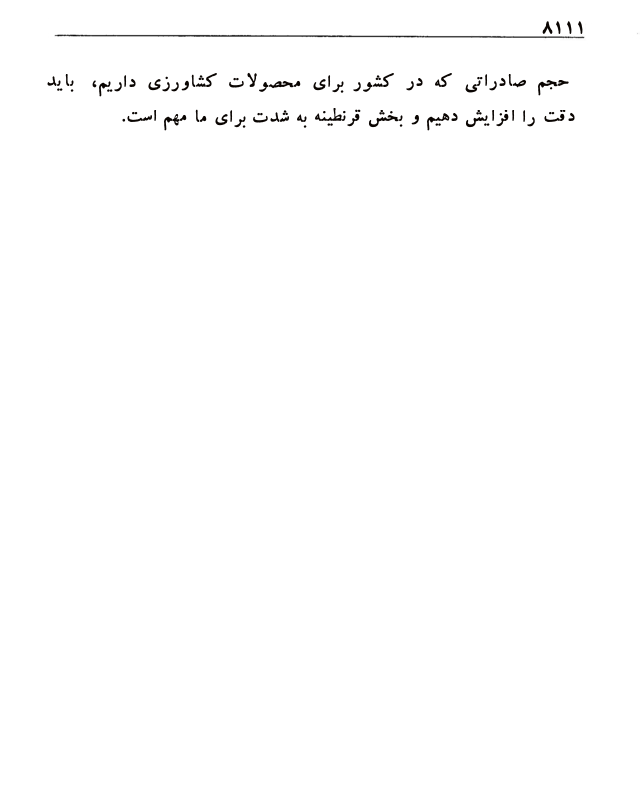 ۸۱۱۱
حجم صادراتی که در کشور برای محصولات کشاورزی داریم، باید
دقت را افزایش دهیم و بخش قرنطینه به شدت برای ما مهم است.